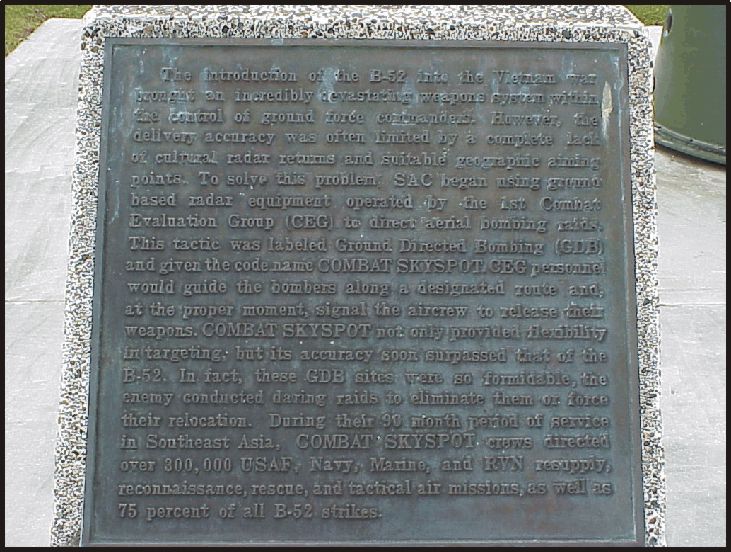 The introduction of the B-52 into the Vietnam war
brought an incredibly devastating weapons system within
the control of ground force commanders. However, the
delivery accuracy was often limited by a complete lack
of cultural radar returns and suitable geographic aiming
points. To solve this problem, SAC began using ground
based radar equipment operated by the 1st Combat
Evaluation Group (CEG) to direct aerial bombing raids.
This tactic was labeled Ground Directed Bombing (GDB)
and given the code name COMBAT SKYSPOT. CEG personnel
would guide the bombers along a designated route and,
at the proper moment, signal the aircrew to release their
weapons. COMBAT SKYSPOT not only provided flexibility
in targeting, but its accuracy soon surpassed that of the
B-52. In fact, these GDB sites were so formidable, the
enemy conducted daring raids to eliminate them or force
their relocation. During their 90 month period of service
in Southeast Asia, COMBAT SKYSPOT crews directed
over 300,000 USAF, Navy, Marine, and RVN resupply,
reconnaissance, rescue, and tactical air missions, as well as
75 percent of all B-52 strikes.